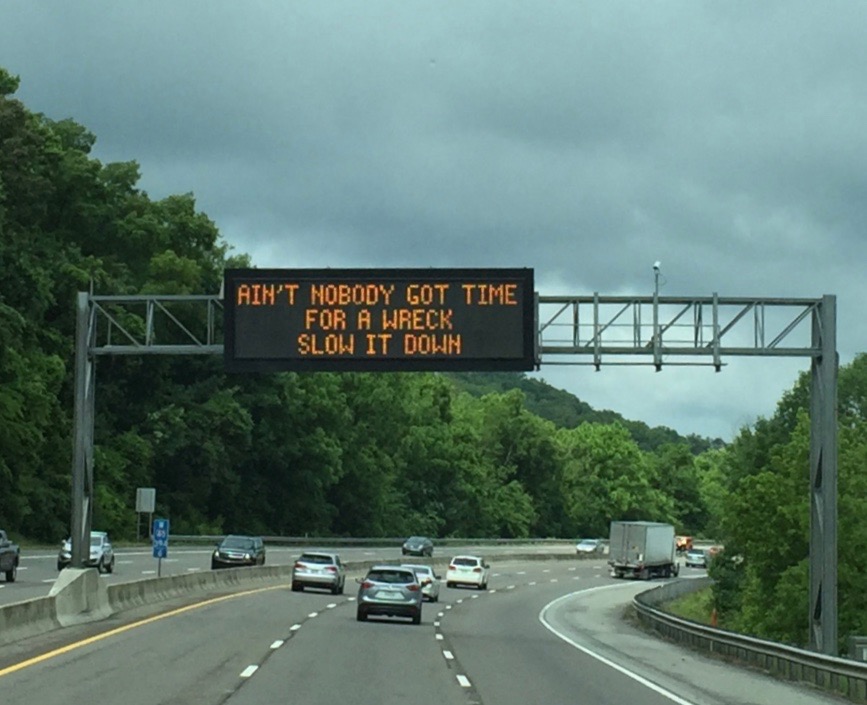 AIN'T NOBODY GOT TIME
FOR A WRECK
SLOW IT DOWN